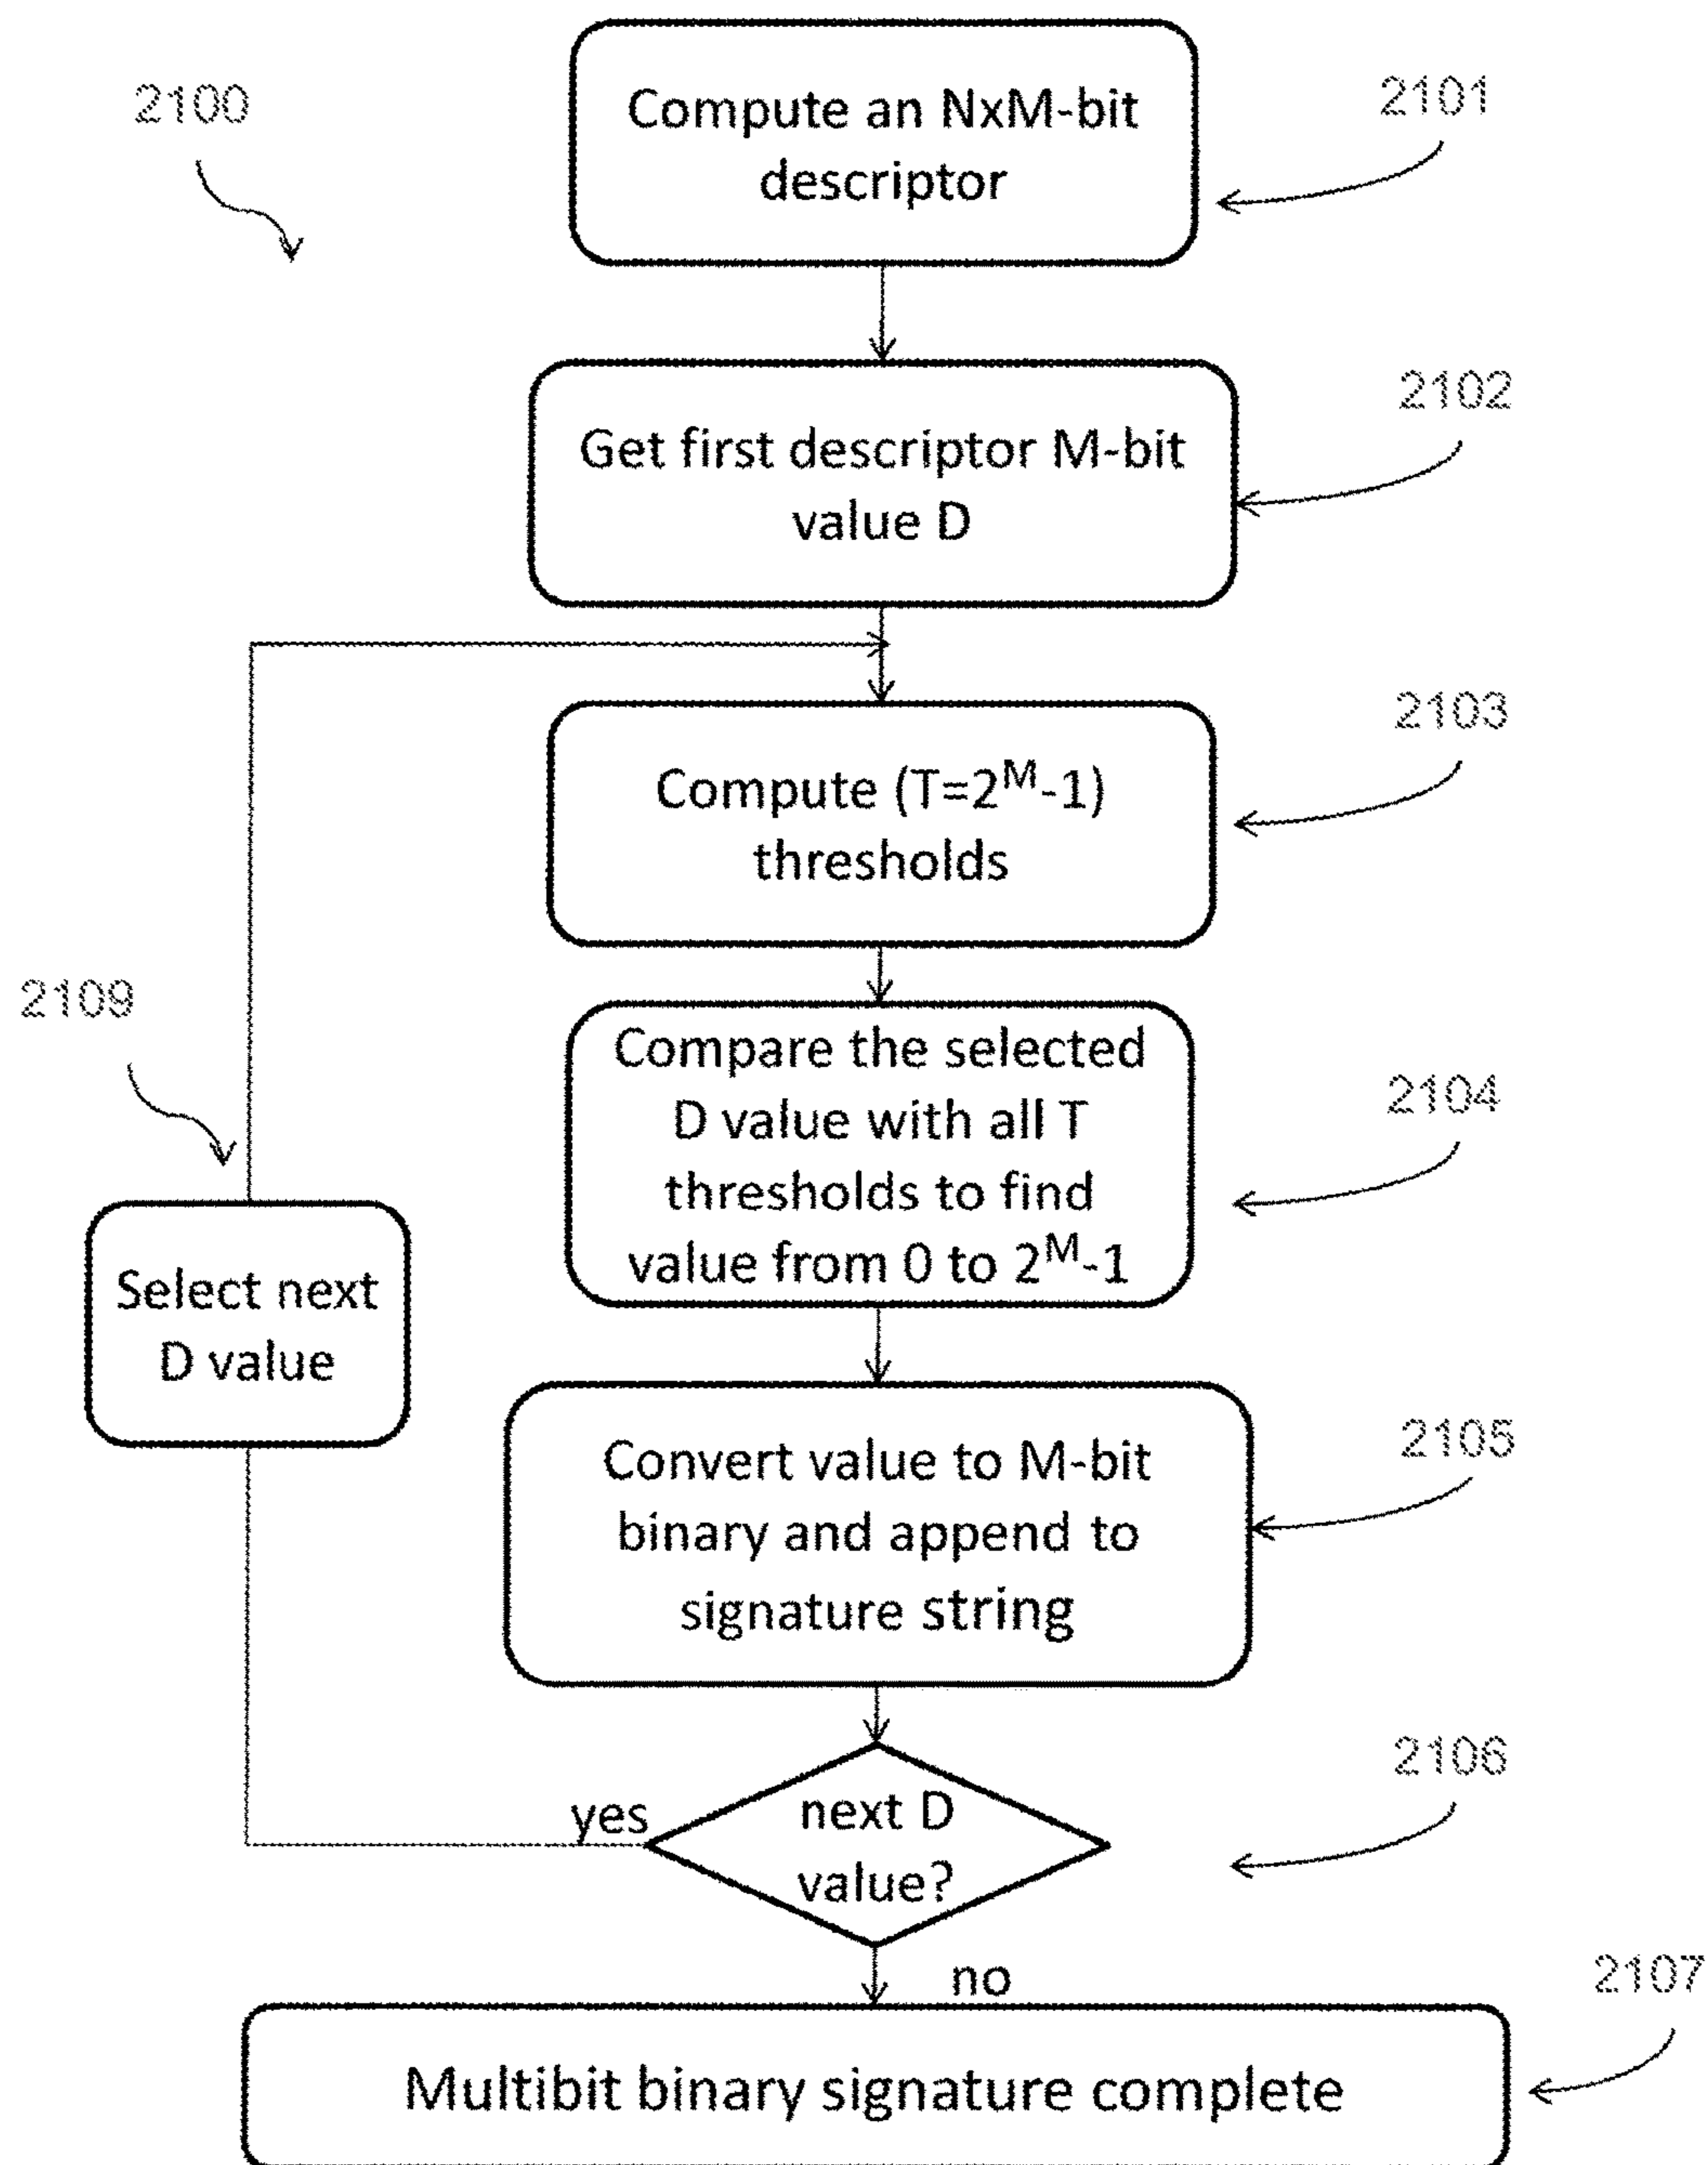 2100
2101
Compute an NxM-bit
descriptor
2102
Get first descriptor M-bit
value D
2103
Compute (T=2^M-1)
thresholds
2109
2104
Compare the selected
D value with all T
thresholds to find
value from 0 to 2^M-1
Select next
D value
2105
Convert value to M-bit
binary and append to
signature string
2106
yes
next D
value?
no
2107
Multibit binary signature complete